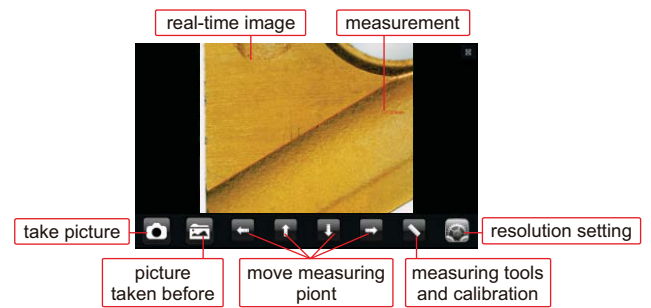 real-time image
measurement
take picture
resolution setting
picture
taken before
move measuring
piont
measuring tools
and calibration